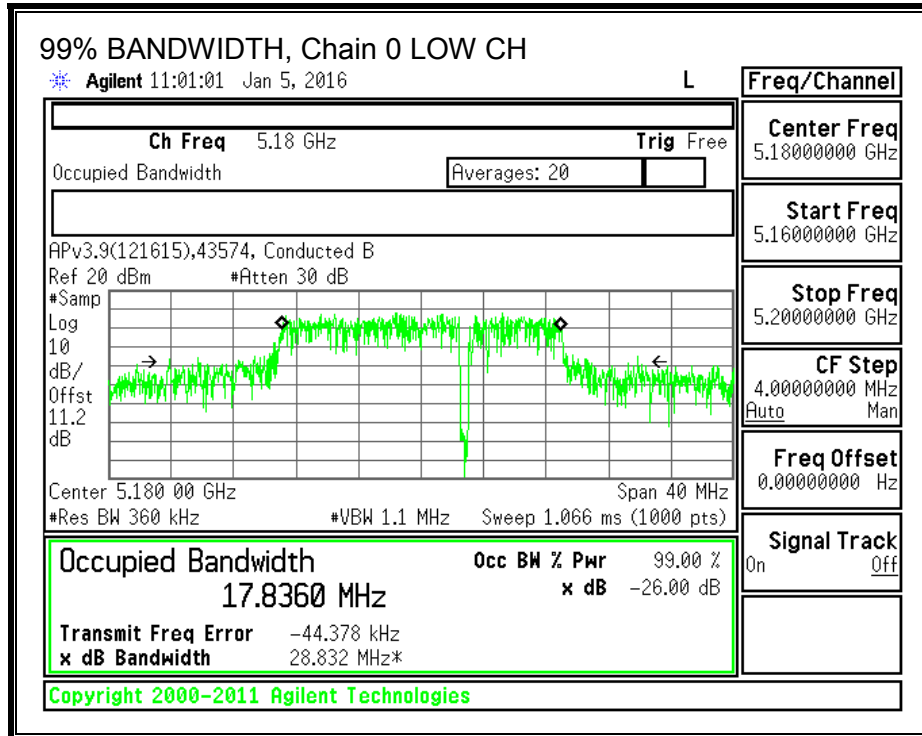 99% BANDWIDTH, Chain 0 LOW CH
Agilent 11:01:01 Jan 5, 2016 L
Ch Freq 5.18 GHz Trig Free
Occupied Bandwidth Averages: 20
APv3.9(121615),43574, Conducted B
Ref 20 dBm #Atten 30 dB
#Samp
Log
10
dB/
Offst
11.2
dB
Center 5.180 00 GHz Span 40 MHz
#Res BW 360 kHz #VBW 1.1 MHz Sweep 1.066 ms (1000 pts)
Occupied Bandwidth Occ BW % Pwr 99.00 %
17.8360 MHz x dB -26.00 dB
Transmit Freq Error -44.378 kHz
x dB Bandwidth 28.832 MHz*
Copyright 2000-2011 Agilent Technologies
Freq/Channel
Center Freq
5.18000000 GHz
Start Freq
5.16000000 GHz
Stop Freq
5.20000000 GHz
CF Step
4.00000000 MHz
Auto Man
Freq Offset
0.00000000 Hz
Signal Track
On Off